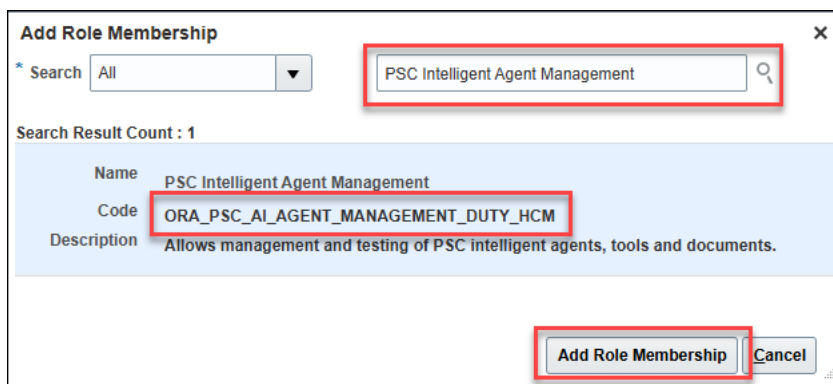 Add Role Membership
* Search All PSC Intelligent Agent Management
Search Result Count : 1
Name PSC Intelligent Agent Management
Code ORA_PSC_AI_AGENT_MANAGEMENT_DUTY_HCM
Description Allows management and testing of PSC intelligent agents, tools and documents.
Add Role Membership Cancel